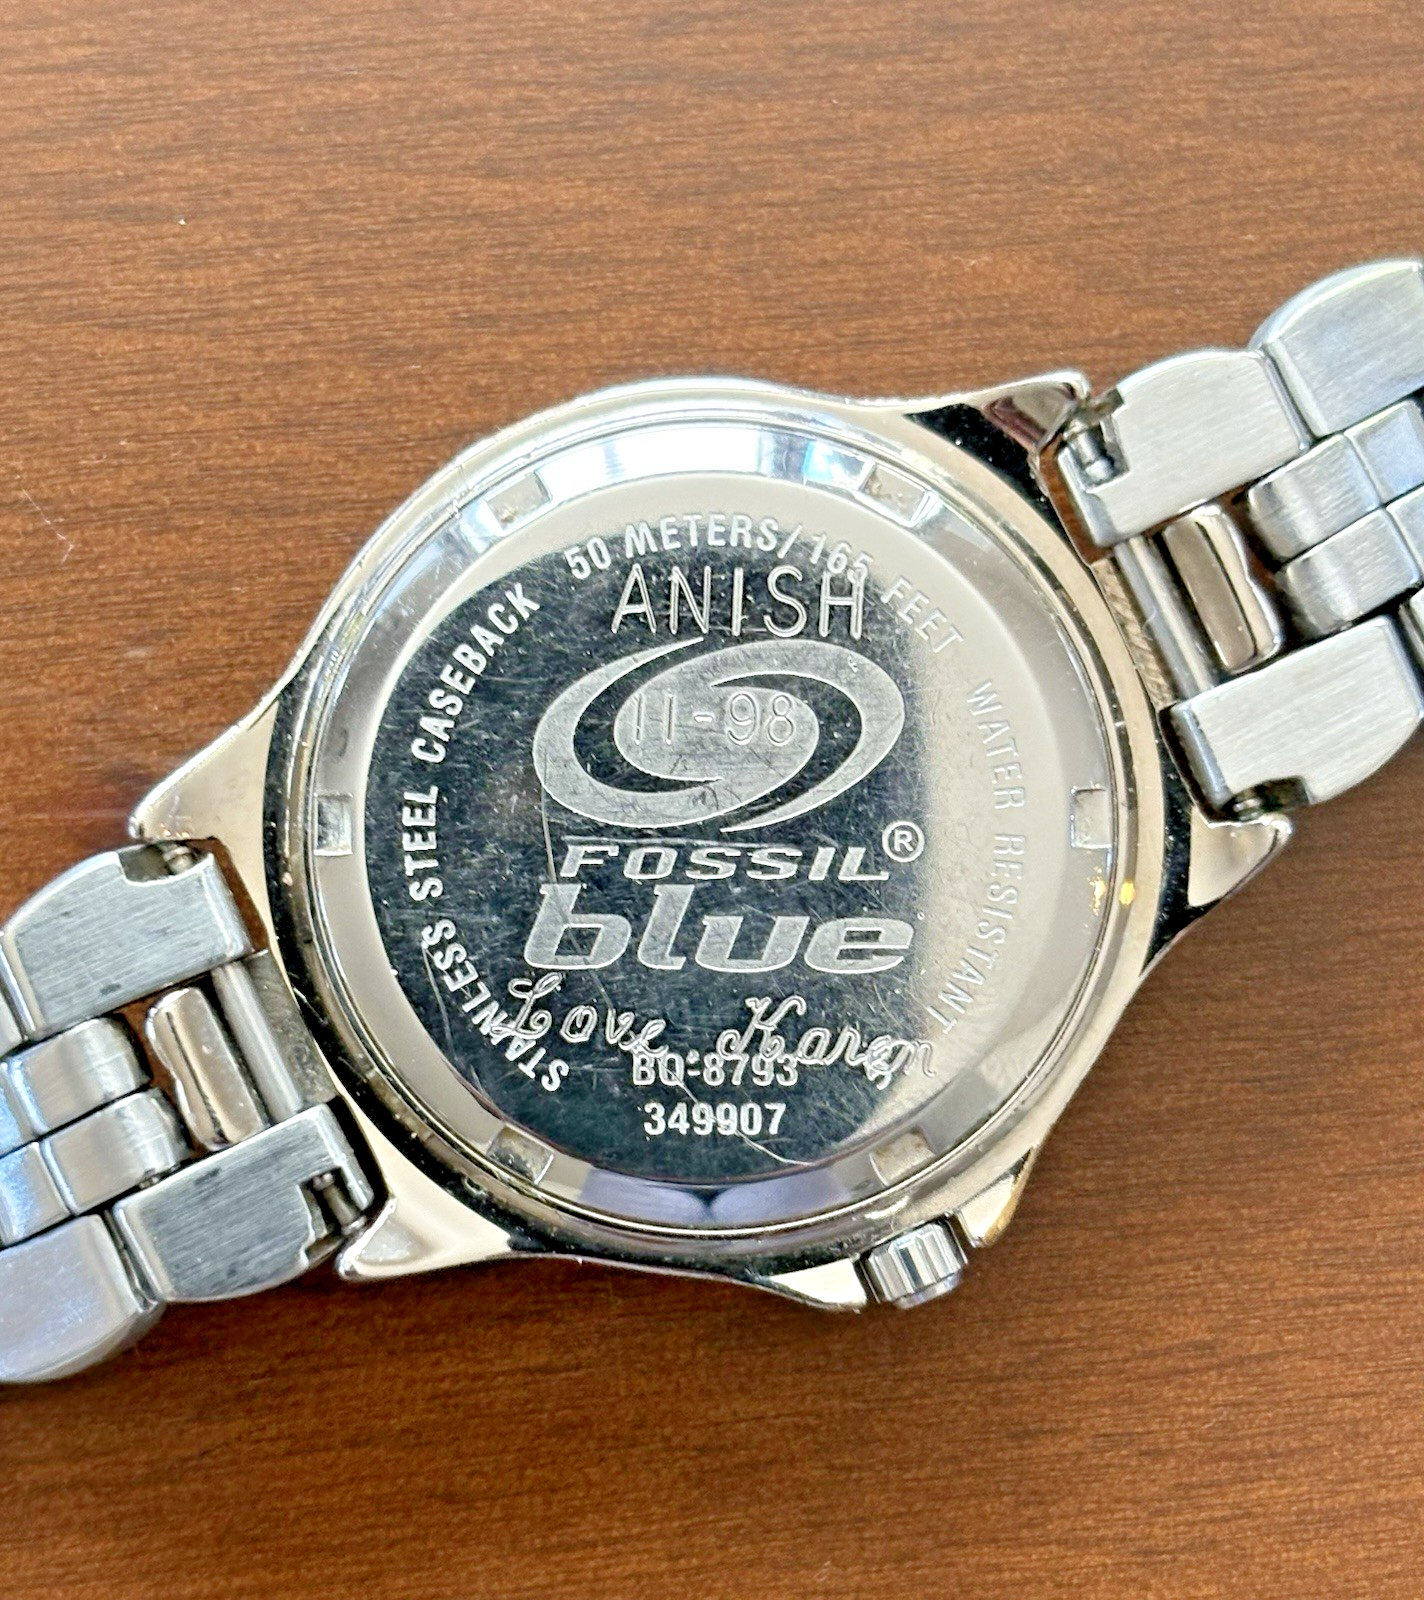 STAINLESS STEEL CASEBACK 50 METERS/165 FEET WATER RESISTANT
ANISH
11-98
FOSSIL®
blue
Love, Karen
BQ-8793
349907